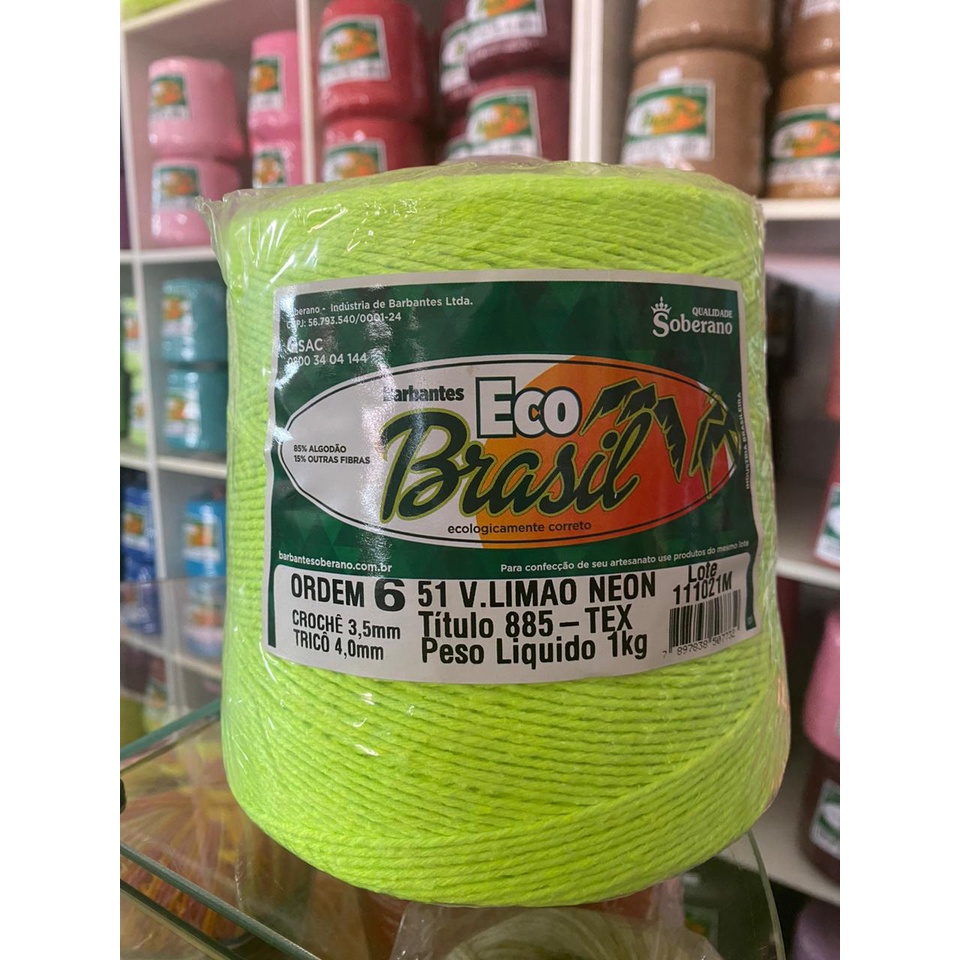 Soberano - Indústria de Barbantes Ltda.
CNPJ: 56.793.540/0001-24
SAC
0800 34 04 144
QUALIDADE
Soberano
Barbantes
Eco
Brasil
85% ALGODÃO
15% OUTRAS FIBRAS
ecologicamente correto
INDÚSTRIA BRASILEIRA
barbantesoberano.com.br
Para confecção de seu artesanato use produtos do mesmo lote
ORDEM 6
CROCHÊ 3,5mm
TRICÔ 4,0mm
51 V.LIMAO NEON
Título 885-TEX
Peso Liquido 1kg
Lote
111021M